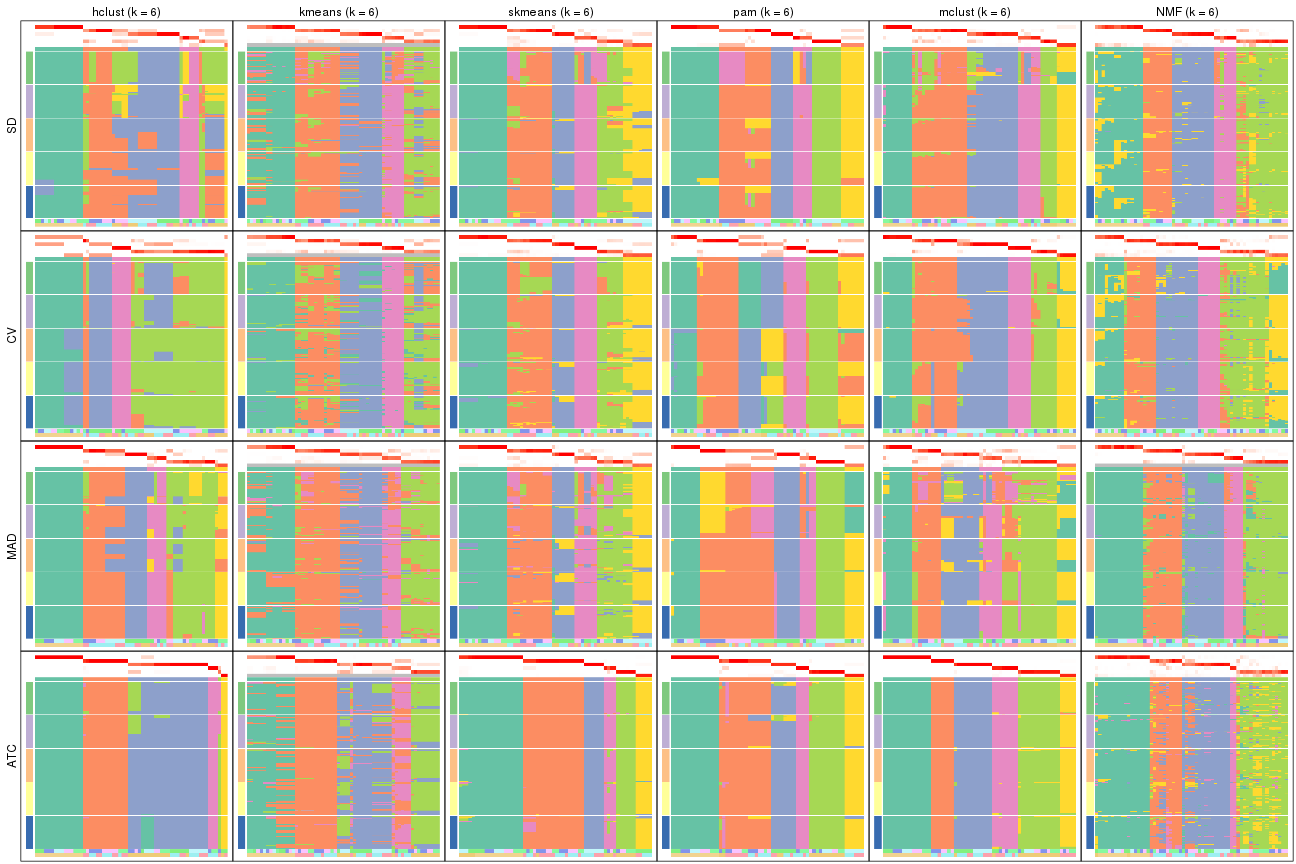 hclust (k = 6) kmeans (k = 6) skmeans (k = 6) pam (k = 6) mclust (k = 6) NMF (k = 6)
SD
CV
MAD
ATC